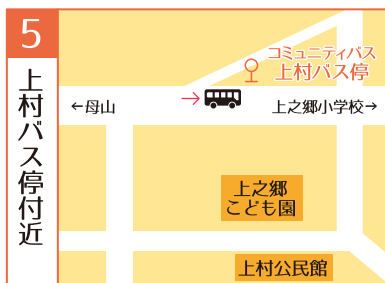 5
上村バス停付近
コミュニティバス
上村バス停
←母山
上之郷小学校→
上之郷
こども園
上村公民館